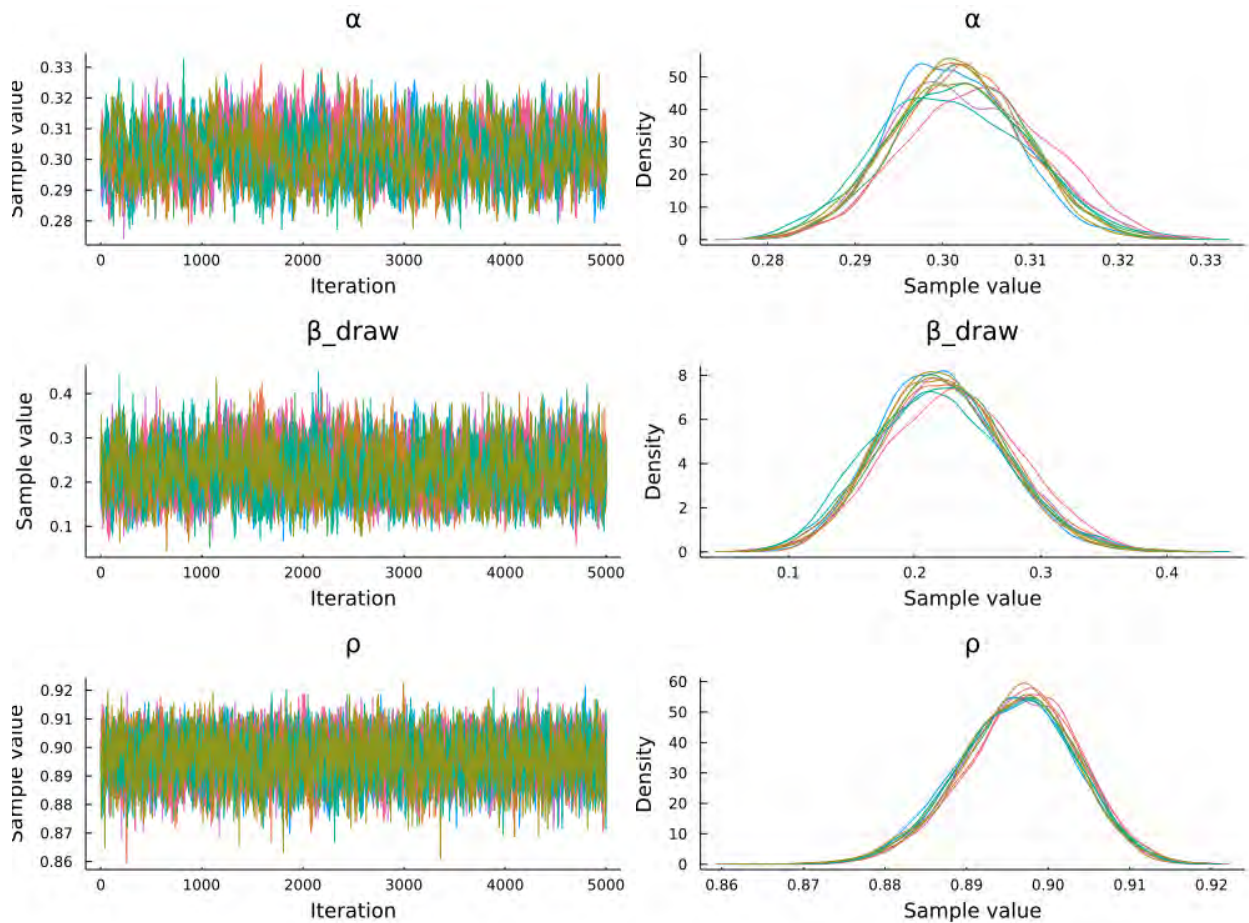 α
α
0.33
0.32
0.31
0.30
0.29
0.28
Sample value
0 1000 2000 3000 4000 5000
Iteration
50
40
30
20
10
0
Density
0.28 0.29 0.30 0.31 0.32 0.33
Sample value
β_draw
β_draw
0.4
0.3
0.2
0.1
Sample value
0 1000 2000 3000 4000 5000
Iteration
8
6
4
2
0
Density
0.1 0.2 0.3 0.4
Sample value
ρ
ρ
0.92
0.91
0.90
0.89
0.88
0.87
0.86
Sample value
0 1000 2000 3000 4000 5000
Iteration
60
50
40
30
20
10
0
Density
0.86 0.87 0.88 0.89 0.90 0.91 0.92
Sample value